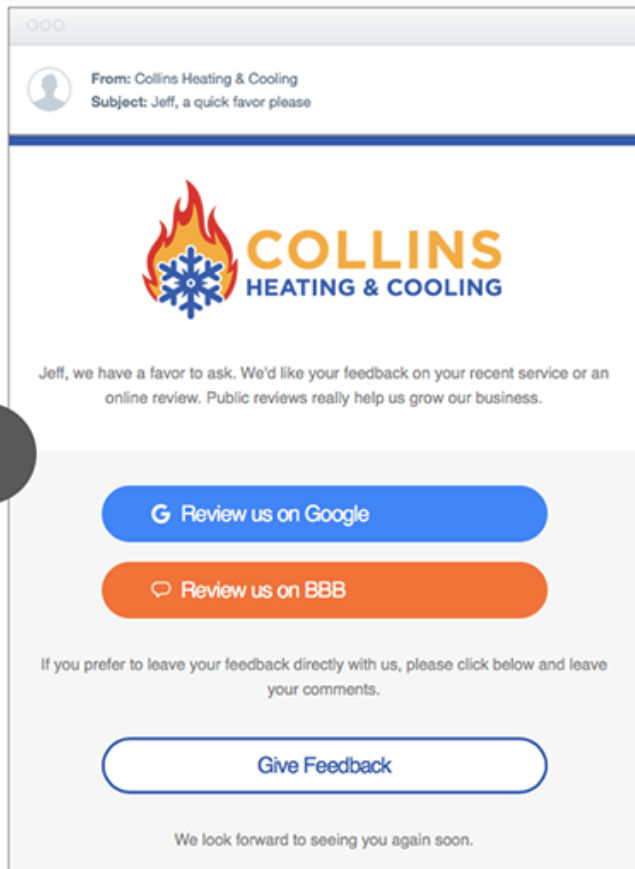 From: Collins Heating & Cooling
Subject: Jeff, a quick favor please
COLLINS
HEATING & COOLING
Jeff, we have a favor to ask. We'd like your feedback on your recent service or an
online review. Public reviews really help us grow our business.
G Review us on Google
Review us on BBB
If you prefer to leave your feedback directly with us, please click below and leave
your comments.
Give Feedback
We look forward to seeing you again soon.